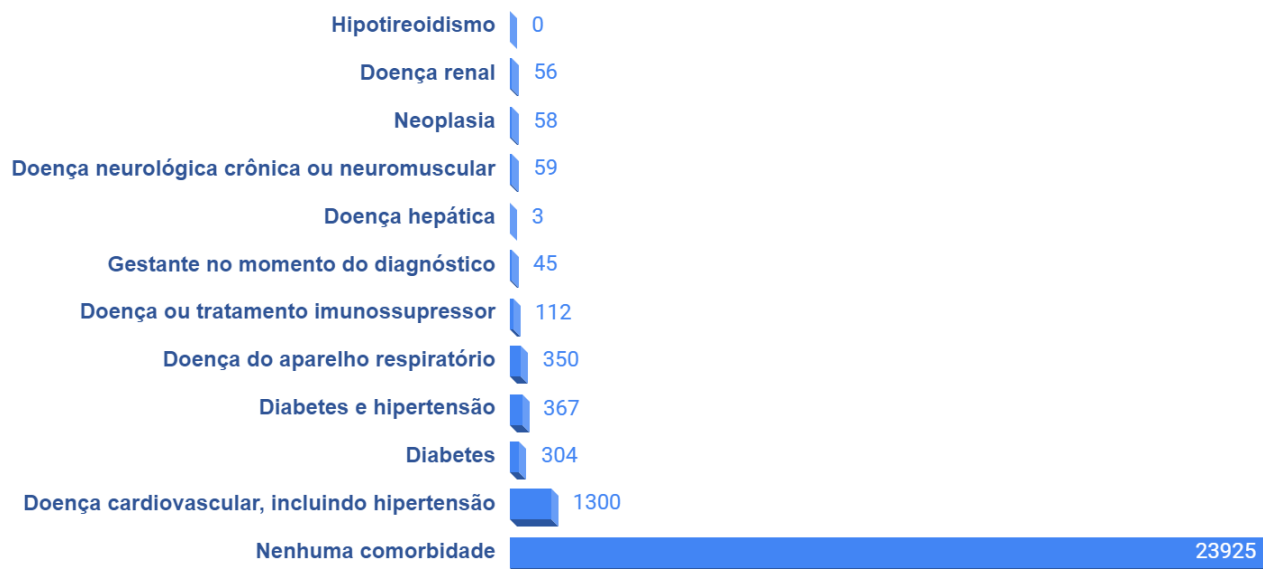 Hipotireoidismo 0
Doença renal 56
Neoplasia 58
Doença neurológica crônica ou neuromuscular 59
Doença hepática 3
Gestante no momento do diagnóstico 45
Doença ou tratamento imunossupressor 112
Doença do aparelho respiratório 350
Diabetes e hipertensão 367
Diabetes 304
Doença cardiovascular, incluindo hipertensão 1300
Nenhuma comorbidade 23925